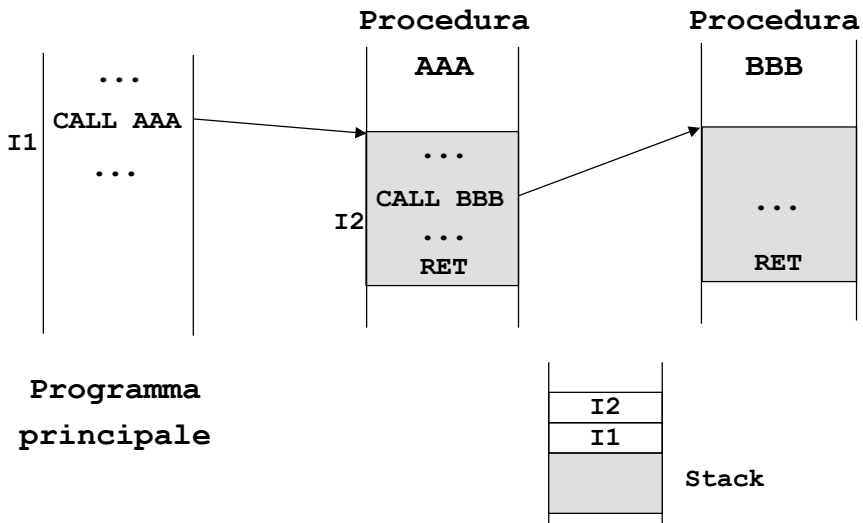 ...
CALL AAA
I1
...
Programma
principale
Procedura
AAA
...
CALL BBB
I2
...
RET
Procedura
BBB
...
RET
I2
I1
Stack